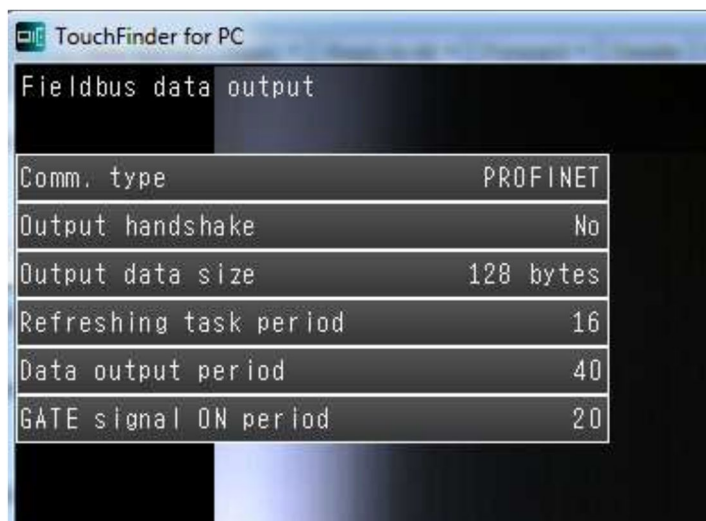 TouchFinder for PC
Fieldbus data output
Comm. type PROFINET
Output handshake No
Output data size 128 bytes
Refreshing task period 16
Data output period 40
GATE signal ON period 20